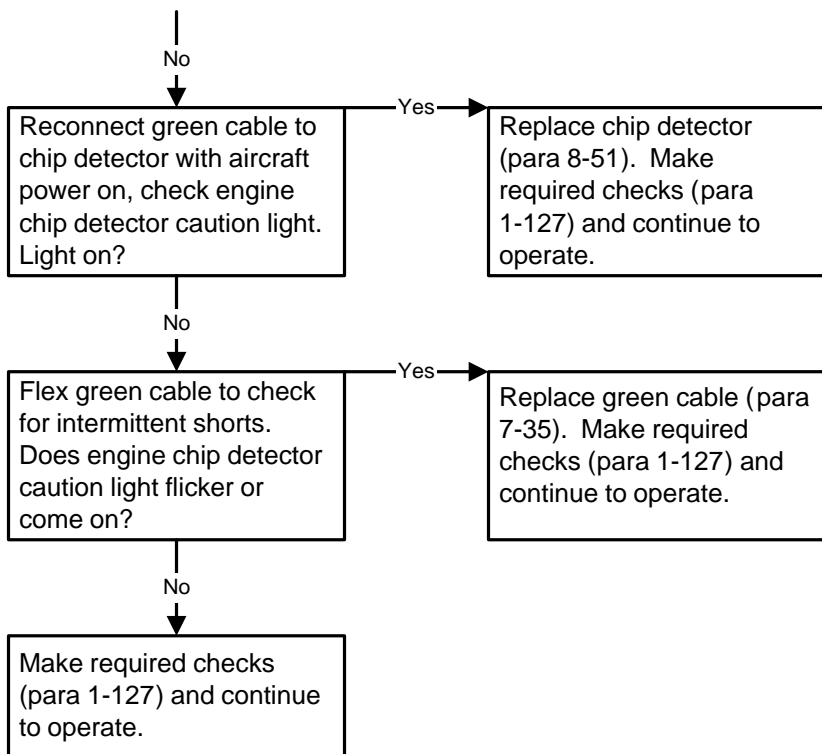 No
Reconnect green cable to
chip detector with aircraft
power on, check engine
chip detector caution light.
Light on?
Yes
Replace chip detector
(para 8-51). Make
required checks (para
1-127) and continue to
operate.
No
Flex green cable to check
for intermittent shorts.
Does engine chip detector
caution light flicker or
come on?
Yes
Replace green cable (para
7-35). Make required
checks (para 1-127) and
continue to operate.
No
Make required checks
(para 1-127) and continue
to operate.